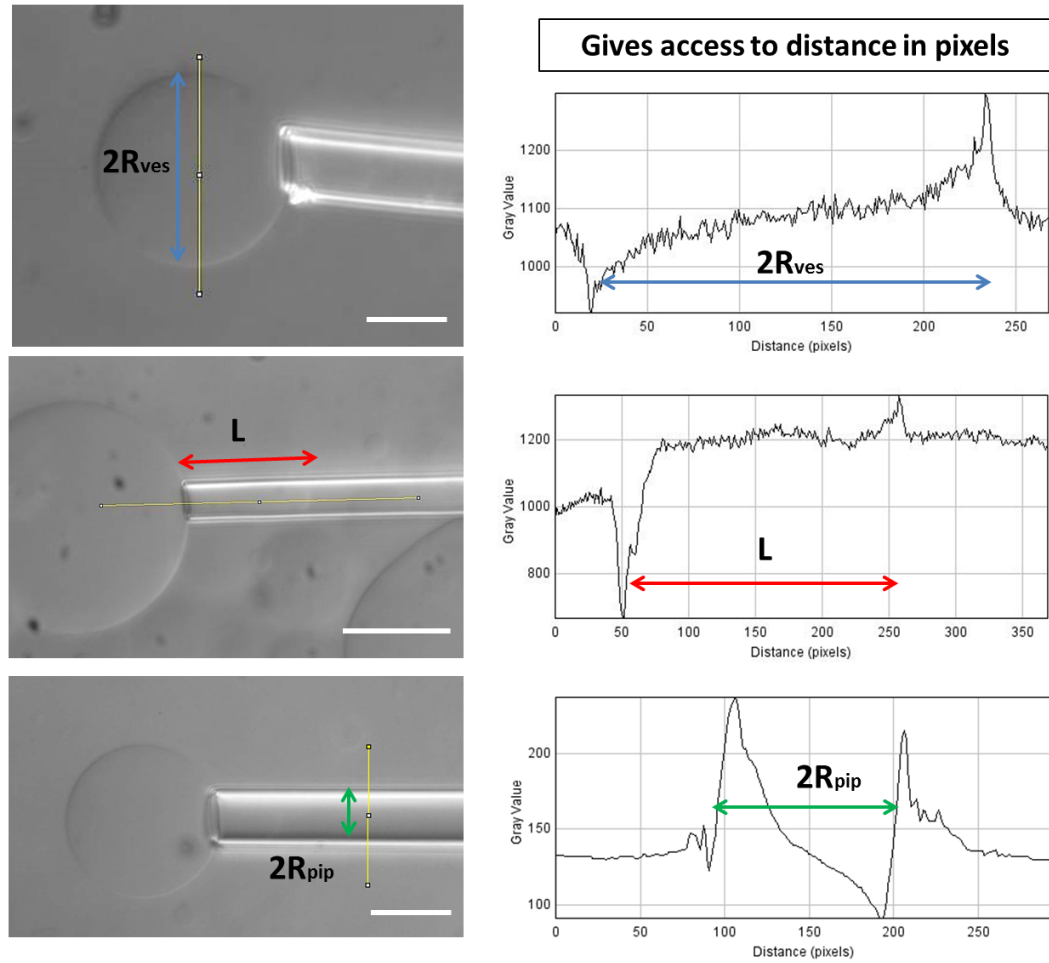 Gives access to distance in pixels
2Rves
1200
1100
1000
Gray Value
2Rves
0 50 100 150 200 250
Distance (pixels)
L
1200
1000
800
Gray Value
L
0 50 100 150 200 250 300 350
Distance (pixels)
2Rpip
200
150
100
Gray Value
2Rpip
0 50 100 150 200 250
Distance (pixels)